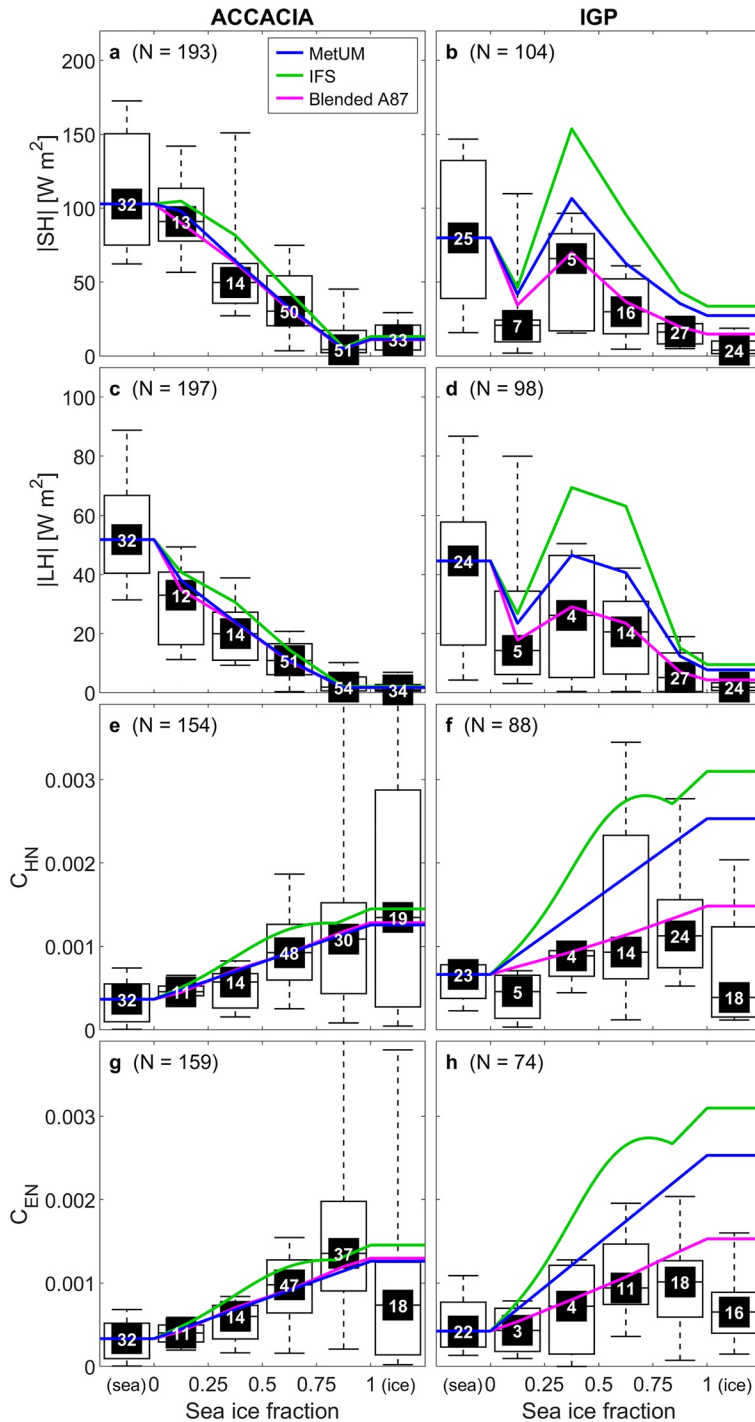 ACCACIA IGP
a (N = 193)
MetUM
IFS
Blended A87
b (N = 104)
200
150
100
50
0
|SH| [W m²]
32 13 14 50 51 33
25 7 5 16 27 24
c (N = 197)
d (N = 98)
100
80
60
40
20
0
|LH| [W m²]
32 12 14 51 54 34
24 5 4 14 27 24
e (N = 154)
f (N = 88)
0.003
0.002
0.001
0
C_HN
32 11 14 48 30 19
23 5 4 14 24 18
g (N = 159)
h (N = 74)
0.003
0.002
0.001
0
C_EN
32 11 14 47 37 18
22 3 4 11 18 16
(sea) 0 0.25 0.5 0.75 1 (ice)
(sea) 0 0.25 0.5 0.75 1 (ice)
Sea ice fraction
Sea ice fraction